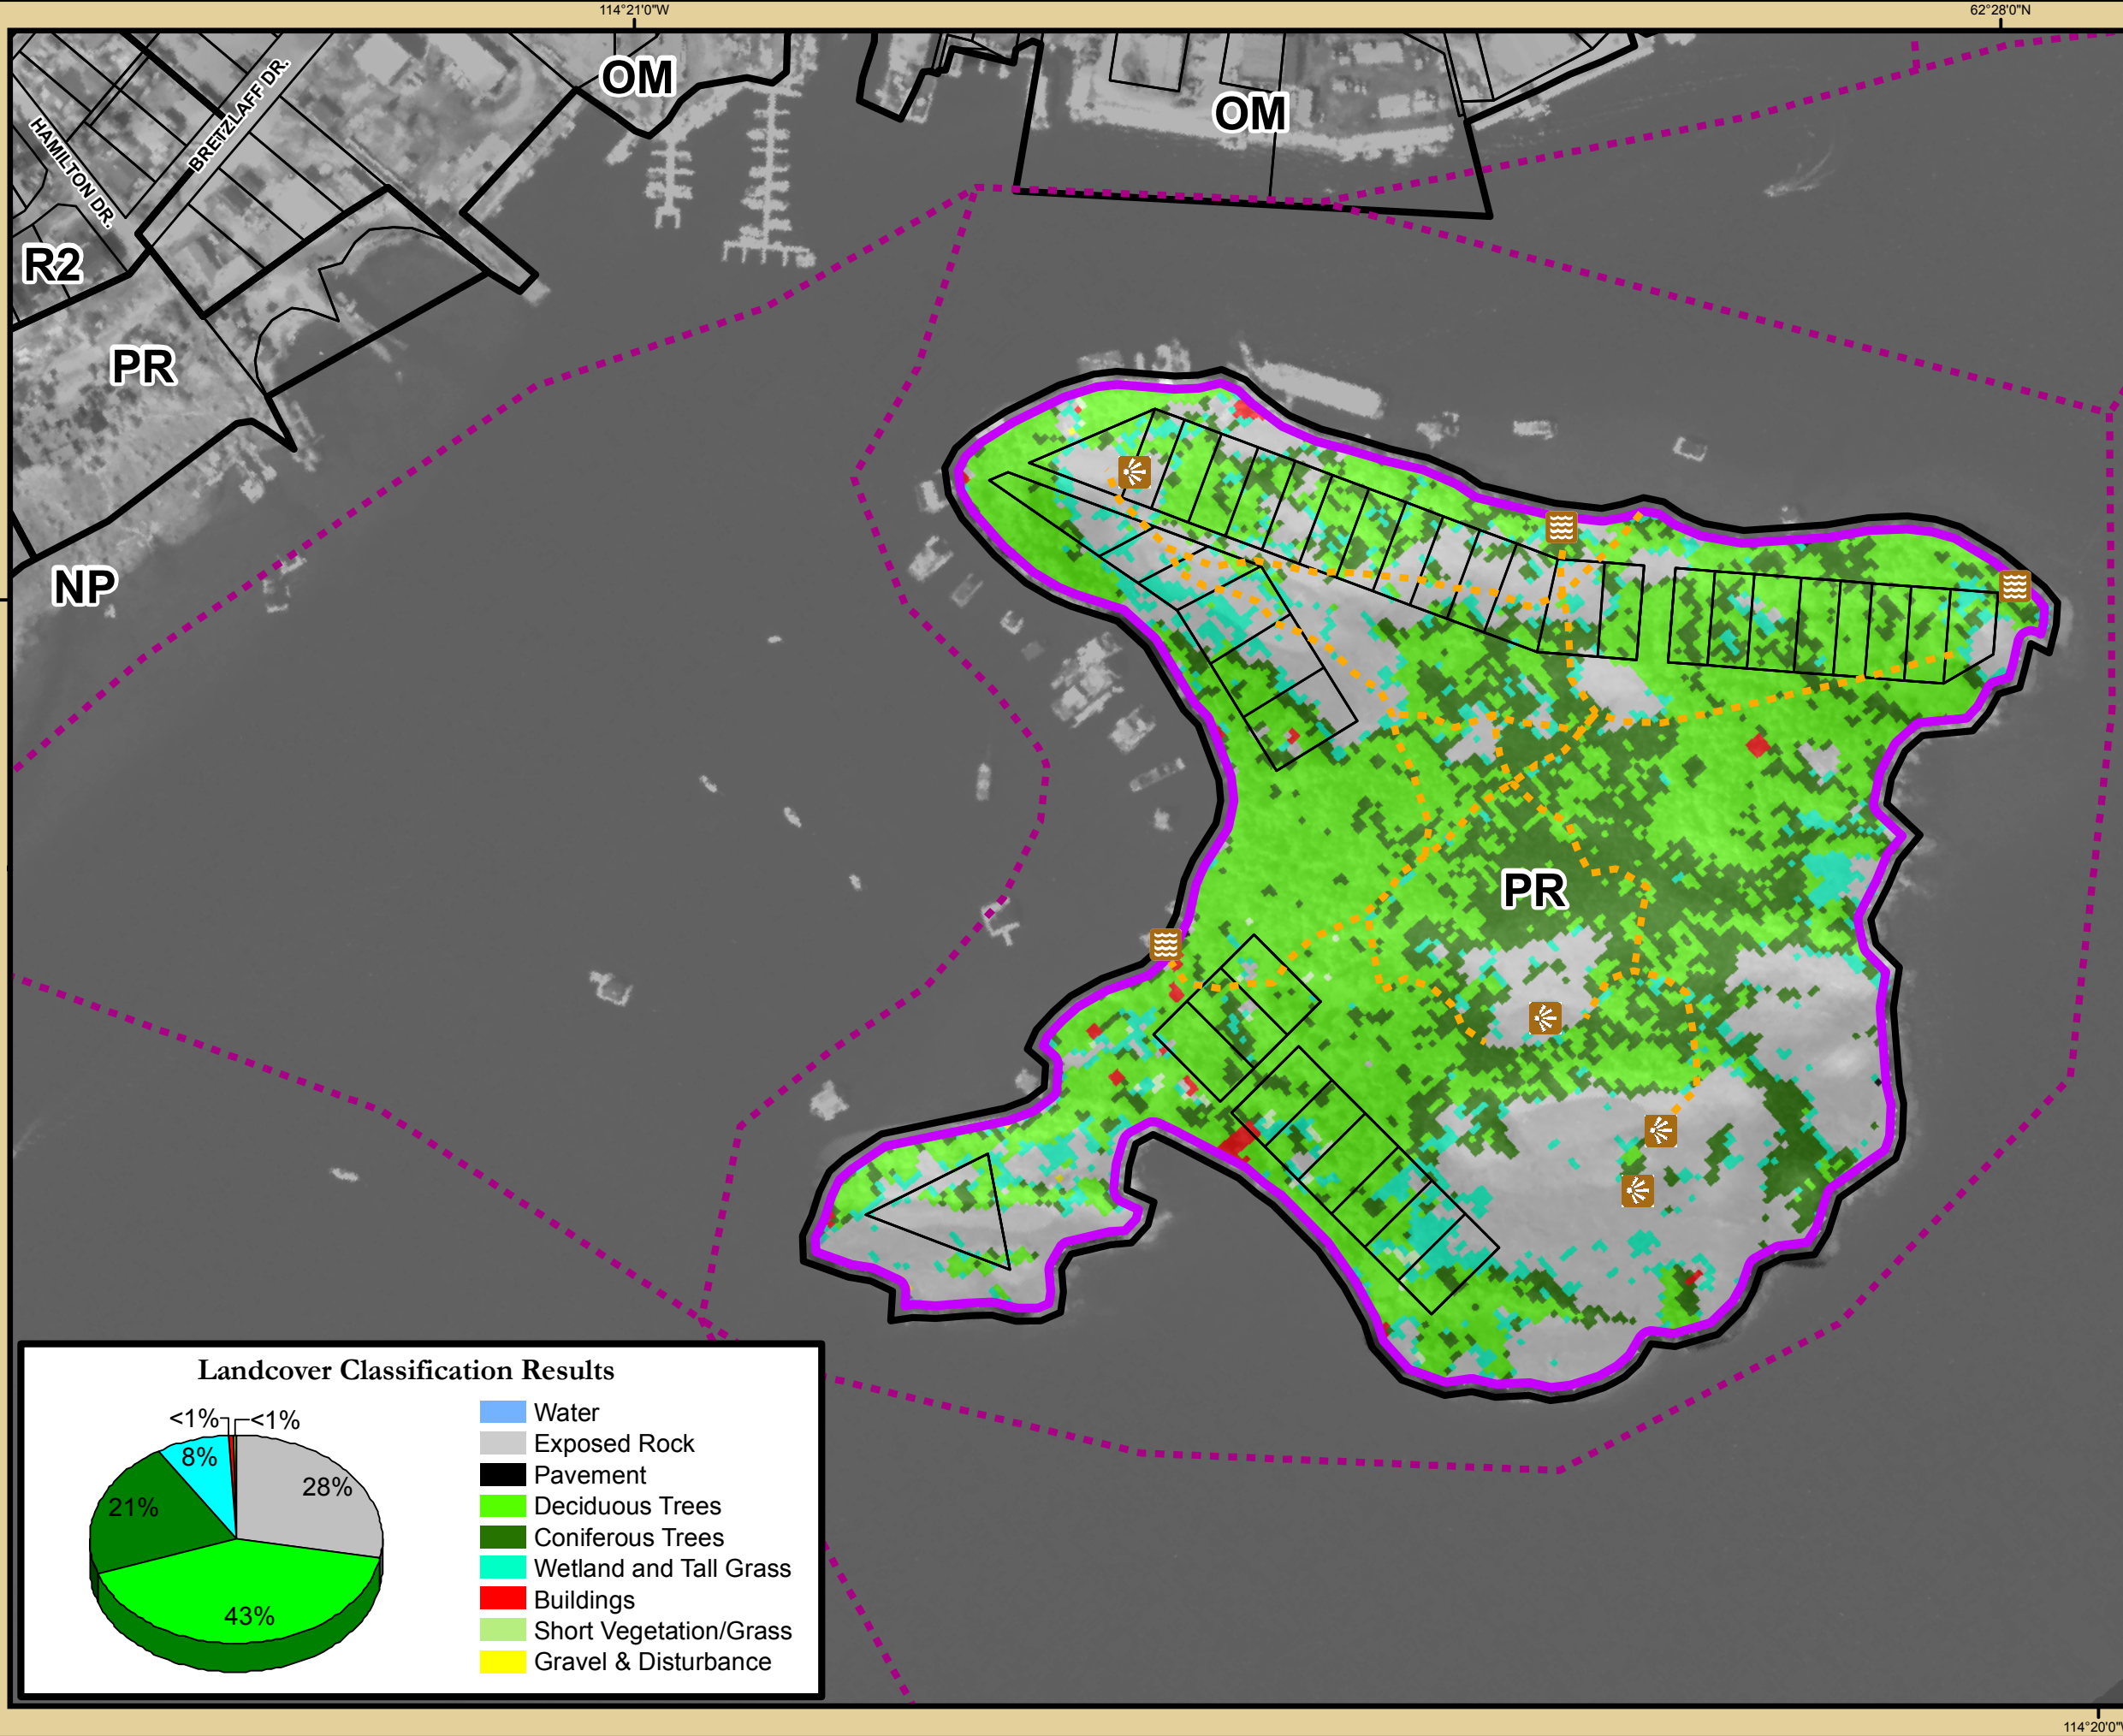 114°21'0"W
62°28'0"N
OM
OM
BRETZLAFF DR.
HAMILTON DR.
R2
PR
NP
PR
Landcover Classification Results
<1%
<1%
8%
28%
21%
43%
Water
Exposed Rock
Pavement
Deciduous Trees
Coniferous Trees
Wetland and Tall Grass
Buildings
Short Vegetation/Grass
Gravel & Disturbance
114°20'0"W